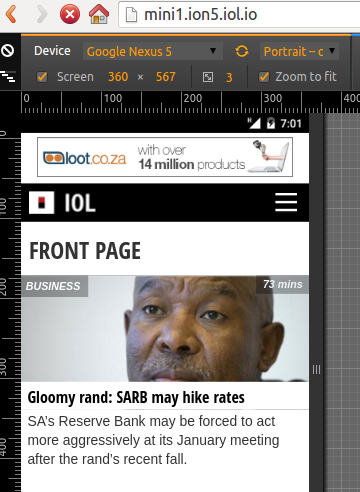 mini1.ion5.iol.io
Device Google Nexus 5 Portrait – c
Screen 360 × 567 3 Zoom to fit
0 100 200 300 400
0
100
200
300
400
7:01
loot.co.za with over
14 million products
IOL
FRONT PAGE
BUSINESS 73 mins
Gloomy rand: SARB may hike rates
SA's Reserve Bank may be forced to act
more aggressively at its January meeting
after the rand's recent fall.